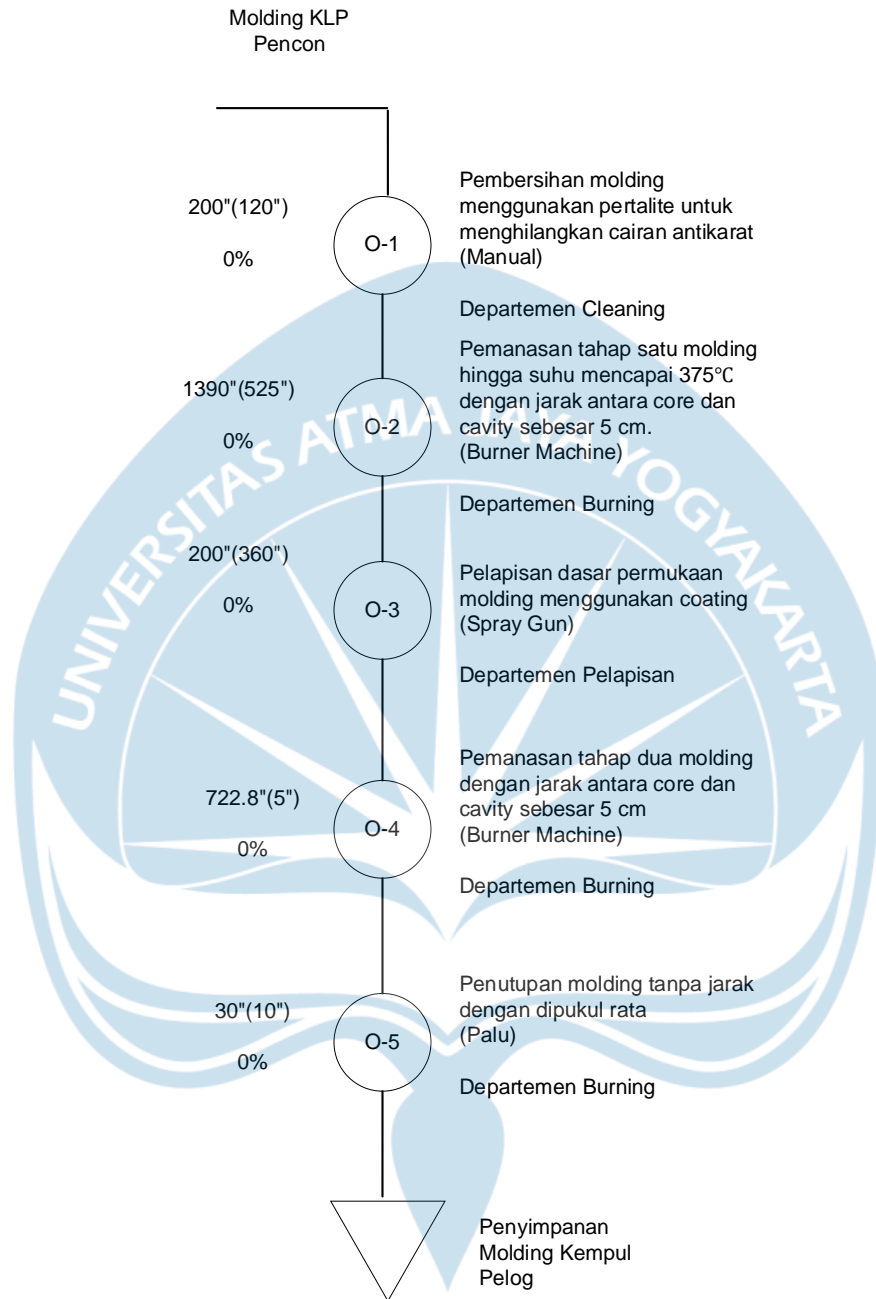 Molding KLP
Pencon
200"(120")
0%
O-1
Pembersihan molding
menggunakan pertalite untuk
menghilangkan cairan antikarat
(Manual)
Departemen Cleaning
1390"(525")
0%
O-2
Pemanasan tahap satu molding
hingga suhu mencapai 375℃
dengan jarak antara core dan
cavity sebesar 5 cm.
(Burner Machine)
Departemen Burning
200"(360")
0%
O-3
Pelapisan dasar permukaan
molding menggunakan coating
(Spray Gun)
Departemen Pelapisan
722.8"(5")
0%
O-4
Pemanasan tahap dua molding
dengan jarak antara core dan
cavity sebesar 5 cm
(Burner Machine)
Departemen Burning
30"(10")
0%
O-5
Penutupan molding tanpa jarak
dengan dipukul rata
(Palu)
Departemen Burning
Penyimpanan
Molding Kempul
Pelog
UNIVERSITAS ATMA JAYA YOGYAKARTA